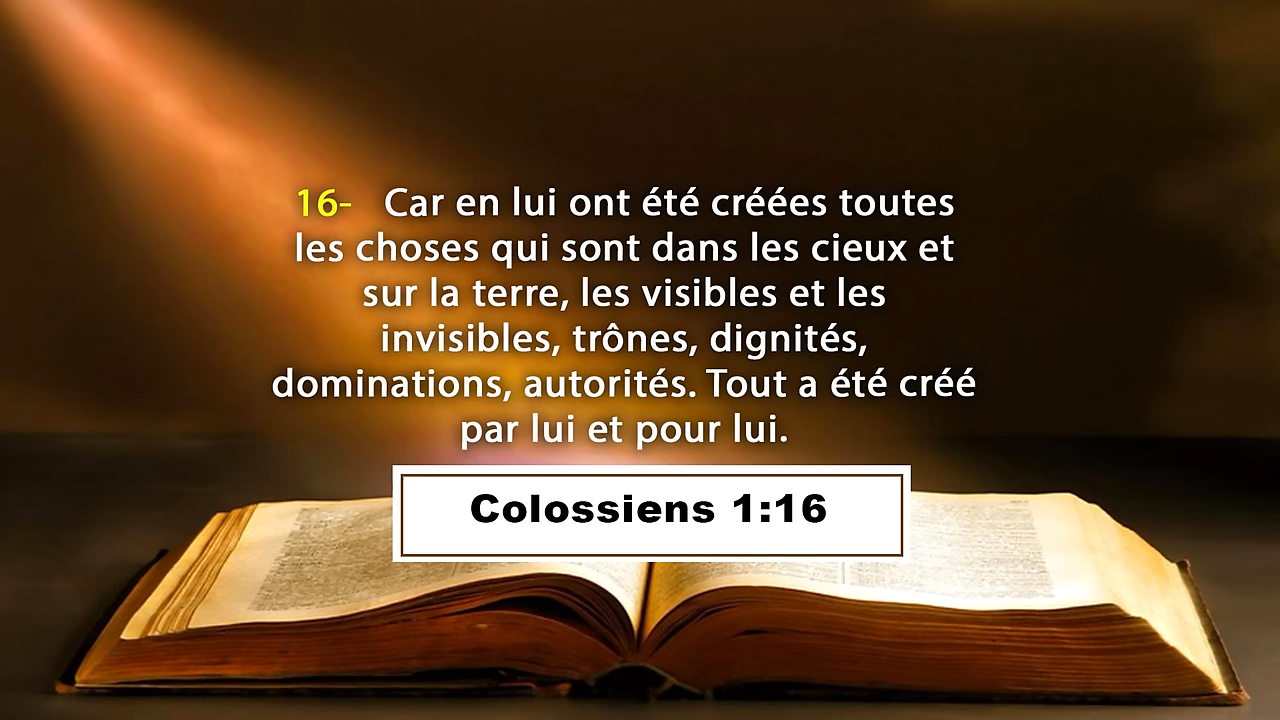 16- Car en lui ont été créées toutes
les choses qui sont dans les cieux et
sur la terre, les visibles et les
invisibles, trônes, dignités,
dominations, autorités. Tout a été créé
par lui et pour lui.
Colossiens 1:16